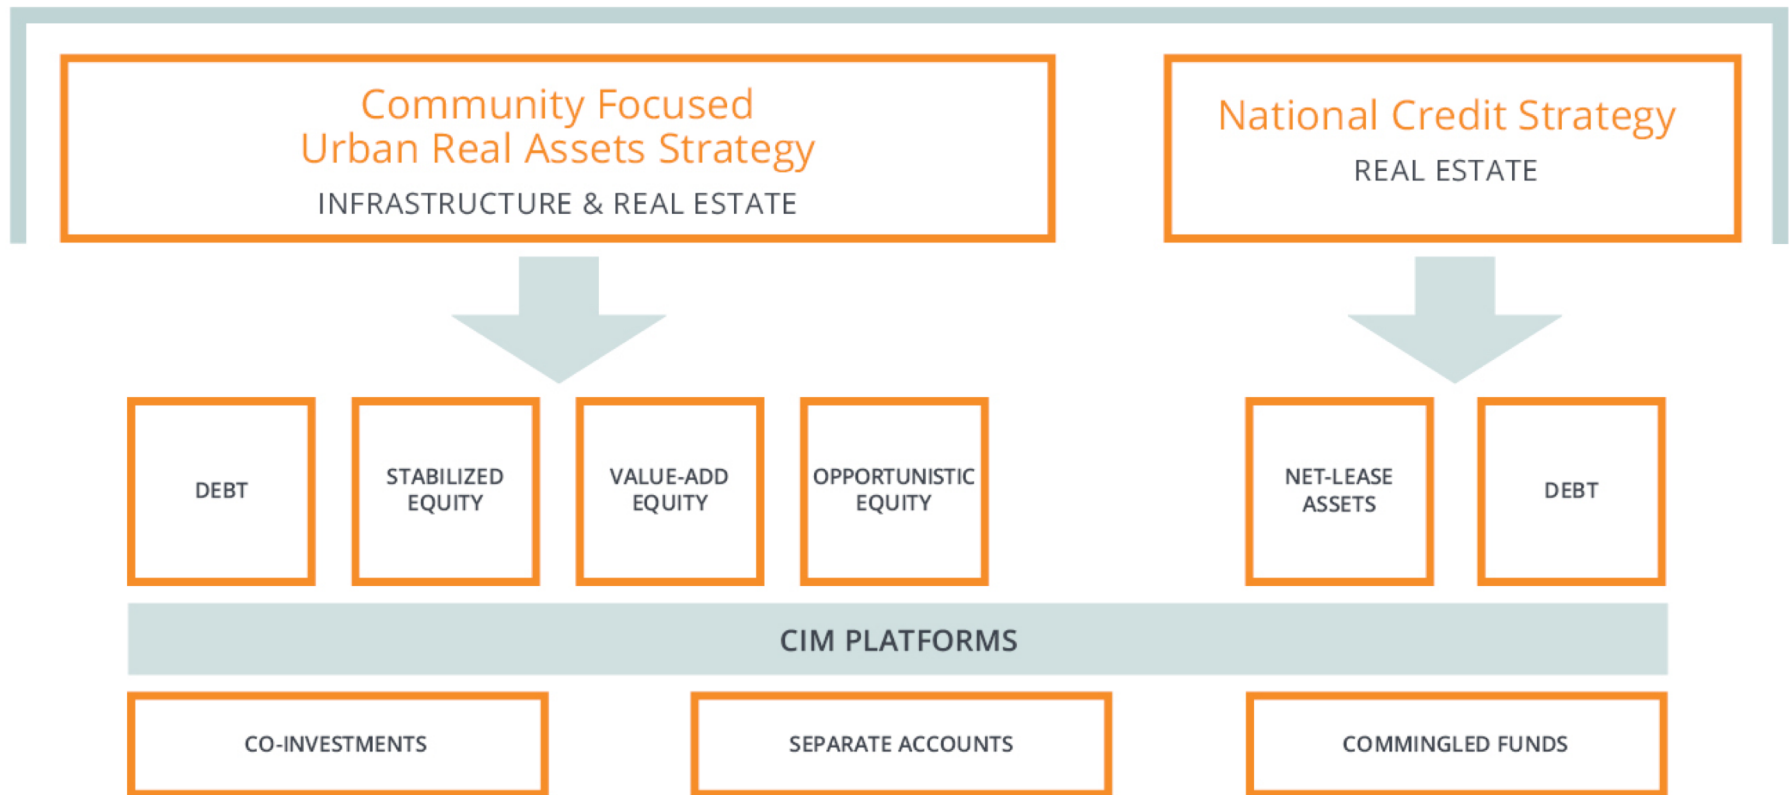 Community Focused
Urban Real Assets Strategy
INFRASTRUCTURE & REAL ESTATE
National Credit Strategy
REAL ESTATE
DEBT
STABILIZED
EQUITY
VALUE-ADD
EQUITY
OPPORTUNISTIC
EQUITY
NET-LEASE
ASSETS
DEBT
CIM PLATFORMS
CO-INVESTMENTS
SEPARATE ACCOUNTS
COMMINGLED FUNDS